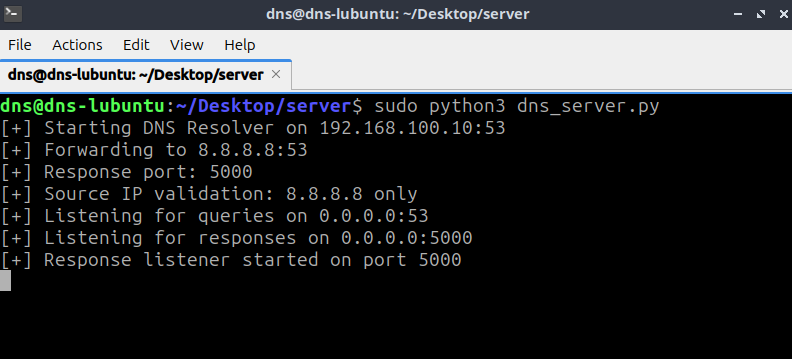 dns@dns-lubuntu: ~/Desktop/server
File Actions Edit View Help
dns@dns-lubuntu: ~/Desktop/server ×
dns@dns-lubuntu:~/Desktop/server$ sudo python3 dns_server.py
[+] Starting DNS Resolver on 192.168.100.10:53
[+] Forwarding to 8.8.8.8:53
[+] Response port: 5000
[+] Source IP validation: 8.8.8.8 only
[+] Listening for queries on 0.0.0.0:53
[+] Listening for responses on 0.0.0.0:5000
[+] Response listener started on port 5000